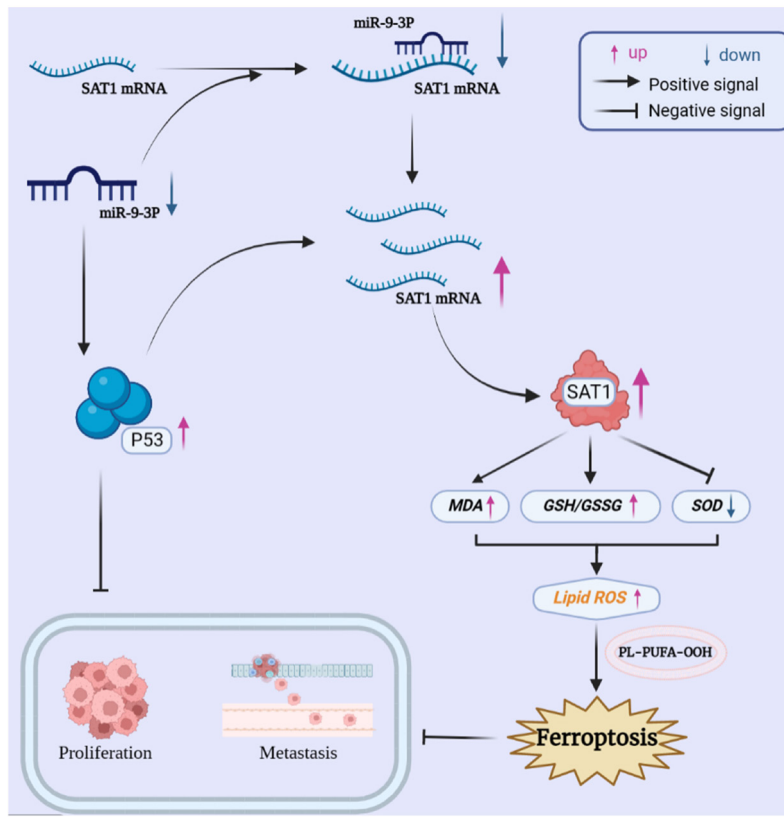 miR-9-3P
SAT1 mRNA
SAT1 mRNA
up
down
Positive signal
Negative signal
miR-9-3P
SAT1 mRNA
P53
SAT1
MDA
GSH/GSSG
SOD
Lipid ROS
PL-PUFA-OOH
Ferroptosis
Proliferation
Metastasis